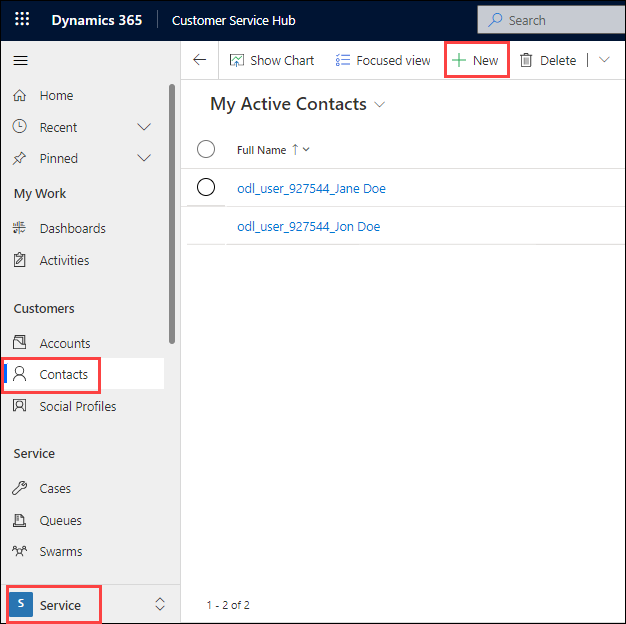 Dynamics 365 Customer Service Hub Search
Show Chart Focused view New Delete
Home
Recent
Pinned
My Work
Dashboards
Activities
Customers
Accounts
Contacts
Social Profiles
Service
Cases
Queues
Swarms
S Service
My Active Contacts
Full Name
odl_user_927544_Jane Doe
odl_user_927544_Jon Doe
1 - 2 of 2